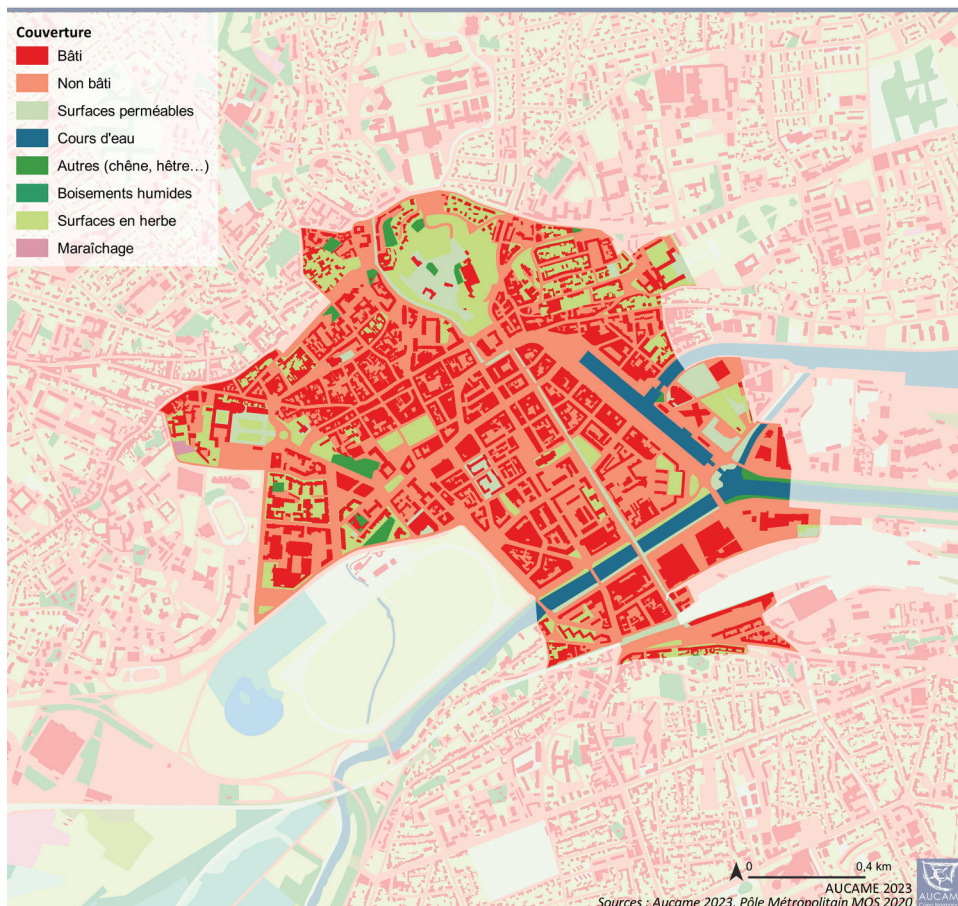 Couverture
Bâti
Non bâti
Surfaces perméables
Cours d'eau
Autres (chêne, hêtre...)
Boisements humides
Surfaces en herbe
Maraîchage
0 0,4 km
AUCAME 2023
Sources : Aucame 2023, Pôle Métropolitain MOS 2020
AUCAME